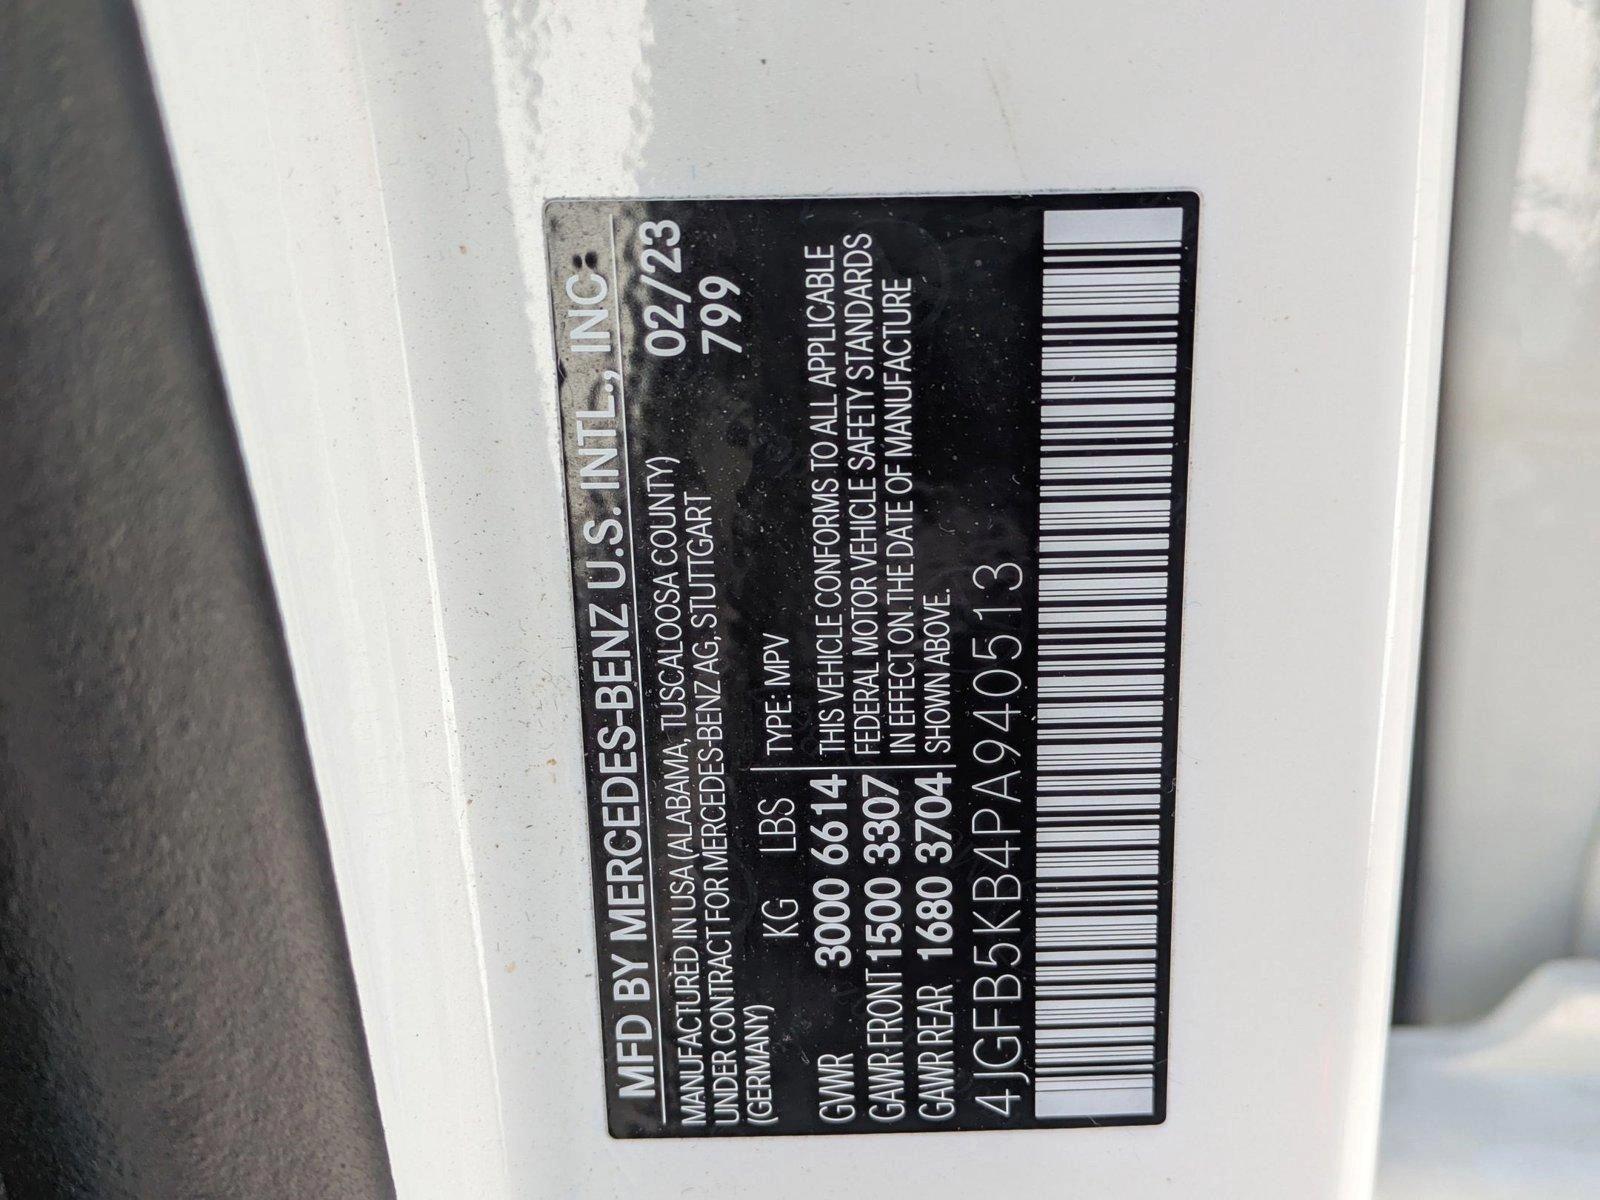 MFD BY MERCEDES-BENZ U.S. INTL., INC.
MANUFACTURED IN USA (ALABAMA, TUSCALOOSA COUNTY) 02/23
UNDER CONTRACT FOR MERCEDES-BENZ AG, STUTTGART 799
(GERMANY)
KG LBS TYPE: MPV
GVWR 3000 6614 THIS VEHICLE CONFORMS TO ALL APPLICABLE
GAWR FRONT 1500 3307 FEDERAL MOTOR VEHICLE SAFETY STANDARDS
IN EFFECT ON THE DATE OF MANUFACTURE
GAWR REAR 1680 3704 SHOWN ABOVE.
4JGFB5KB4PA940513